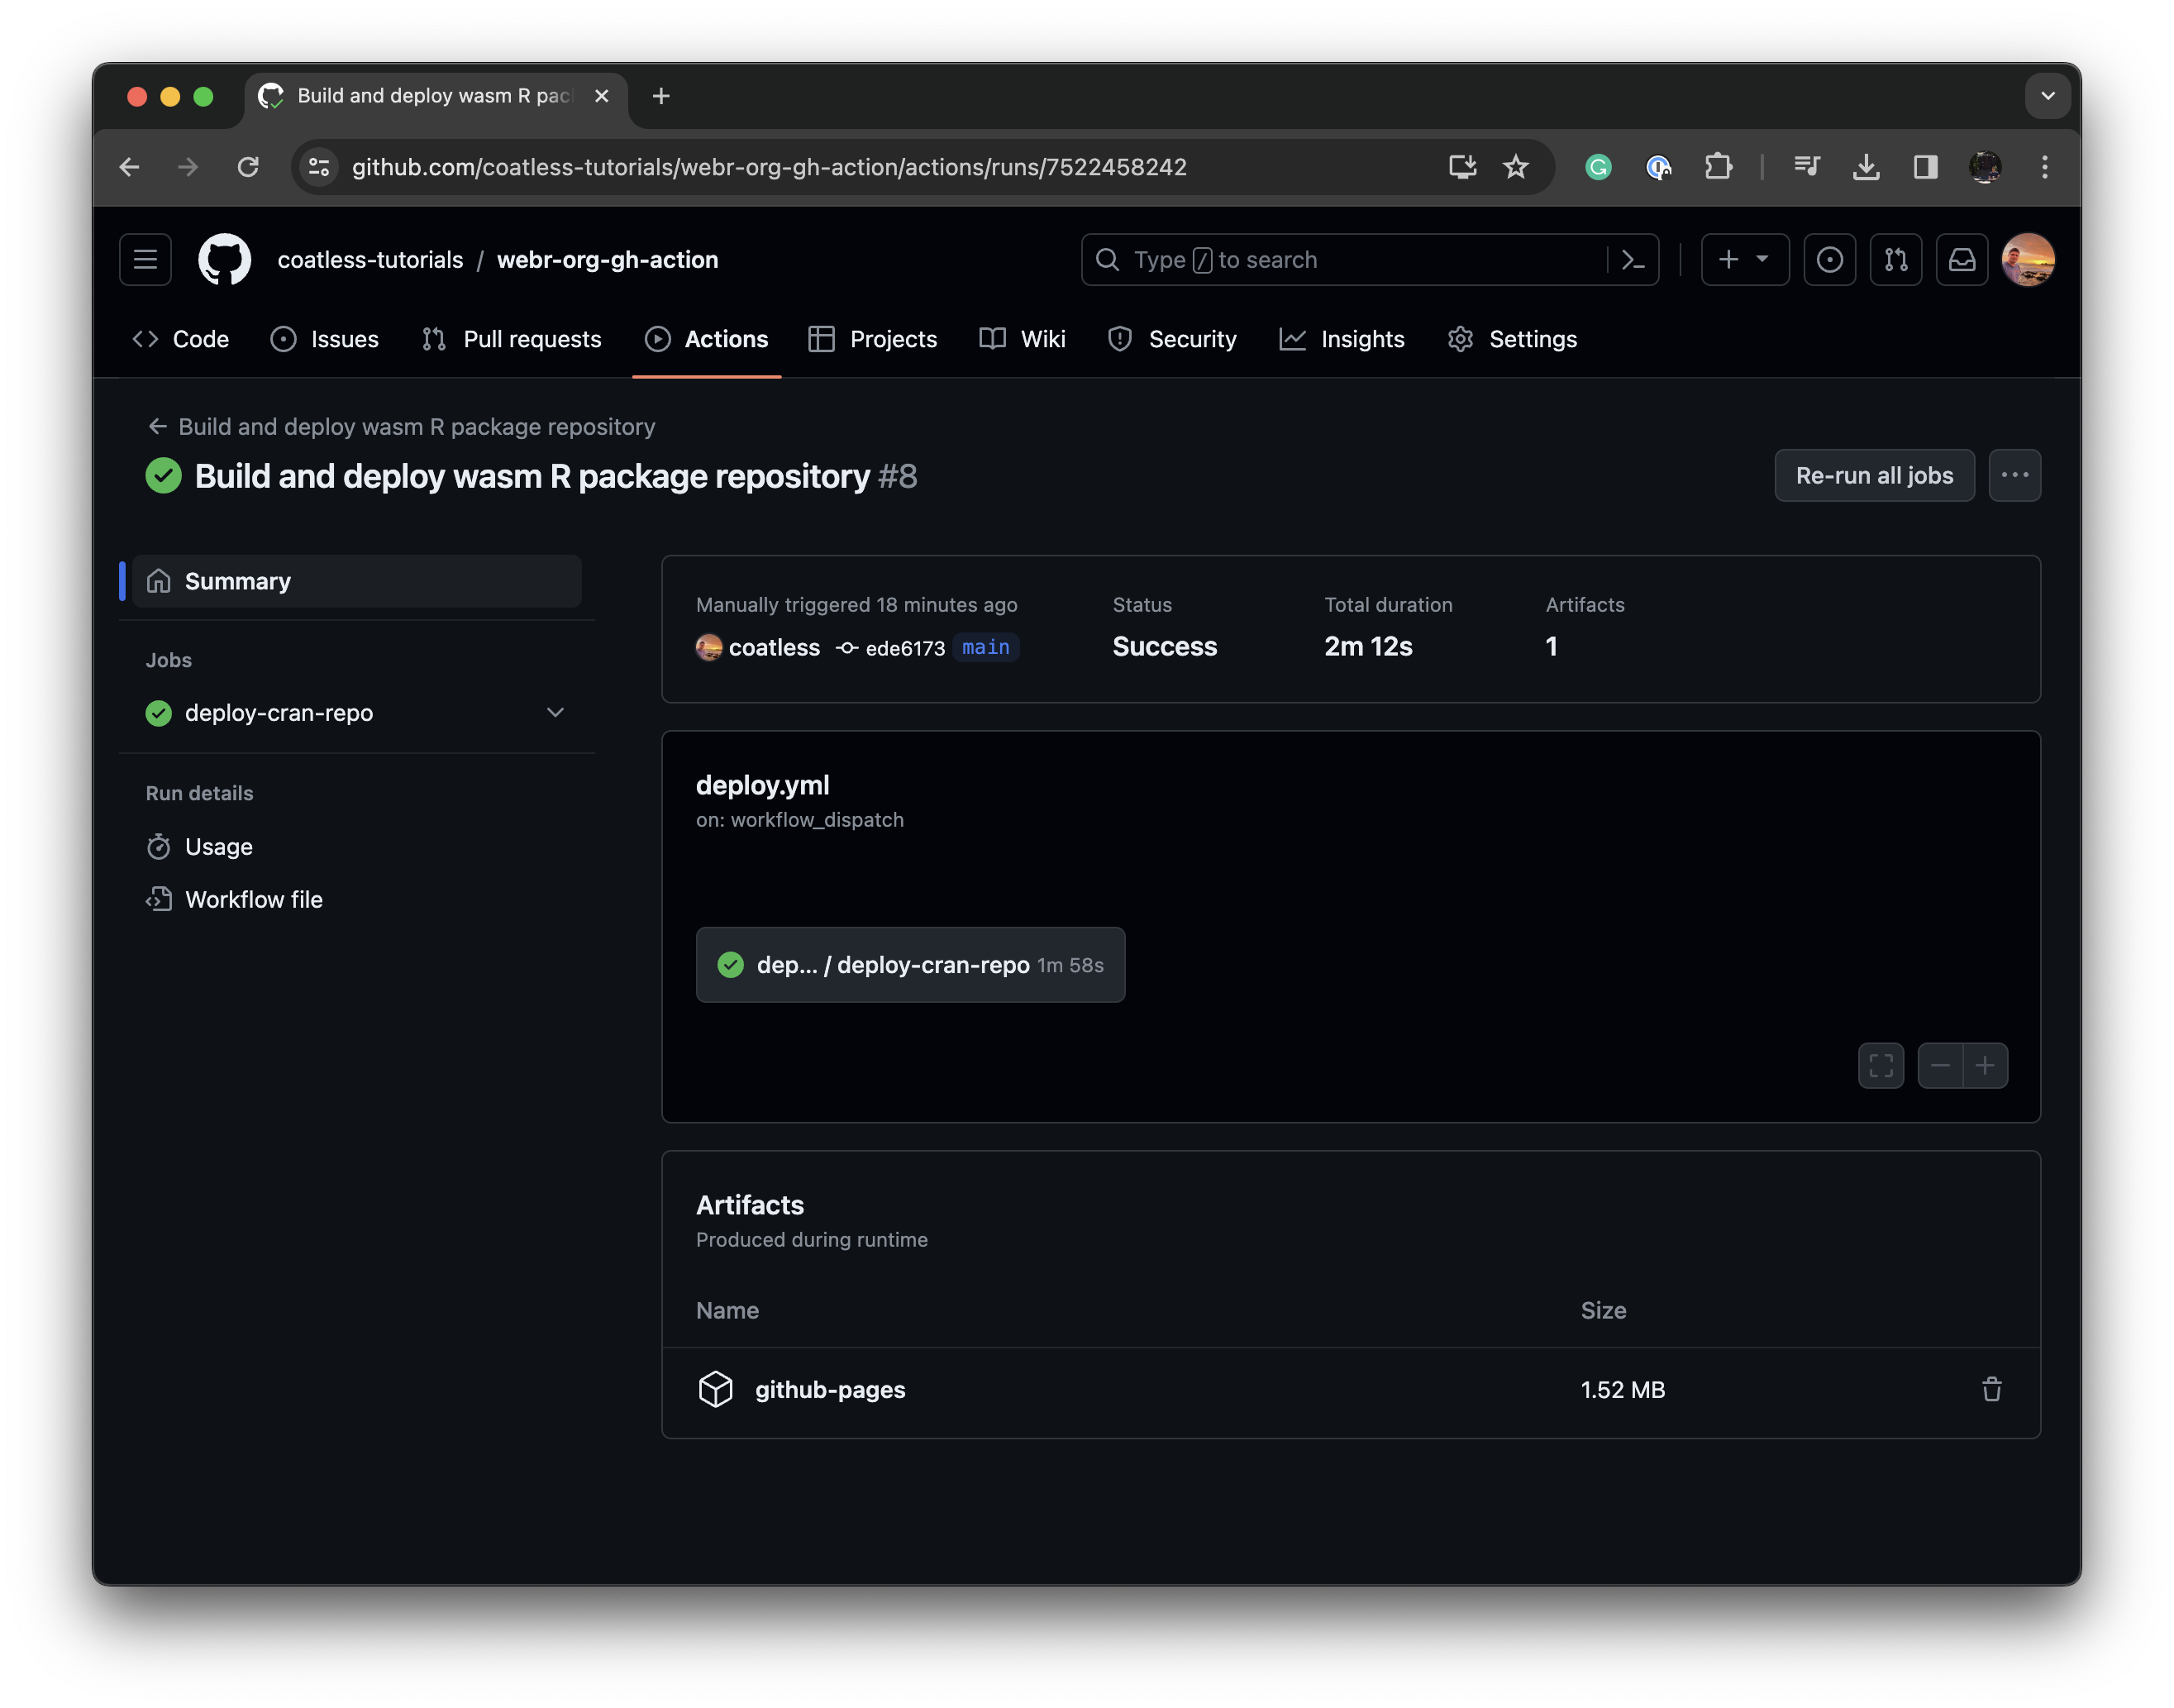 Build and deploy wasm R pac
github.com/coatless-tutorials/webr-org-gh-action/actions/runs/7522458242
coatless-tutorials / webr-org-gh-action
Type / to search
Code Issues Pull requests Actions Projects Wiki Security Insights Settings
Build and deploy wasm R package repository
Build and deploy wasm R package repository #8
Re-run all jobs
Summary
Jobs
deploy-cran-repo
Run details
Usage
Workflow file
Manually triggered 18 minutes ago
coatless ede6173 main
Status
Success
Total duration
2m 12s
Artifacts
1
deploy.yml
on: workflow_dispatch
dep... / deploy-cran-repo 1m 58s
Artifacts
Produced during runtime
Name Size
github-pages 1.52 MB